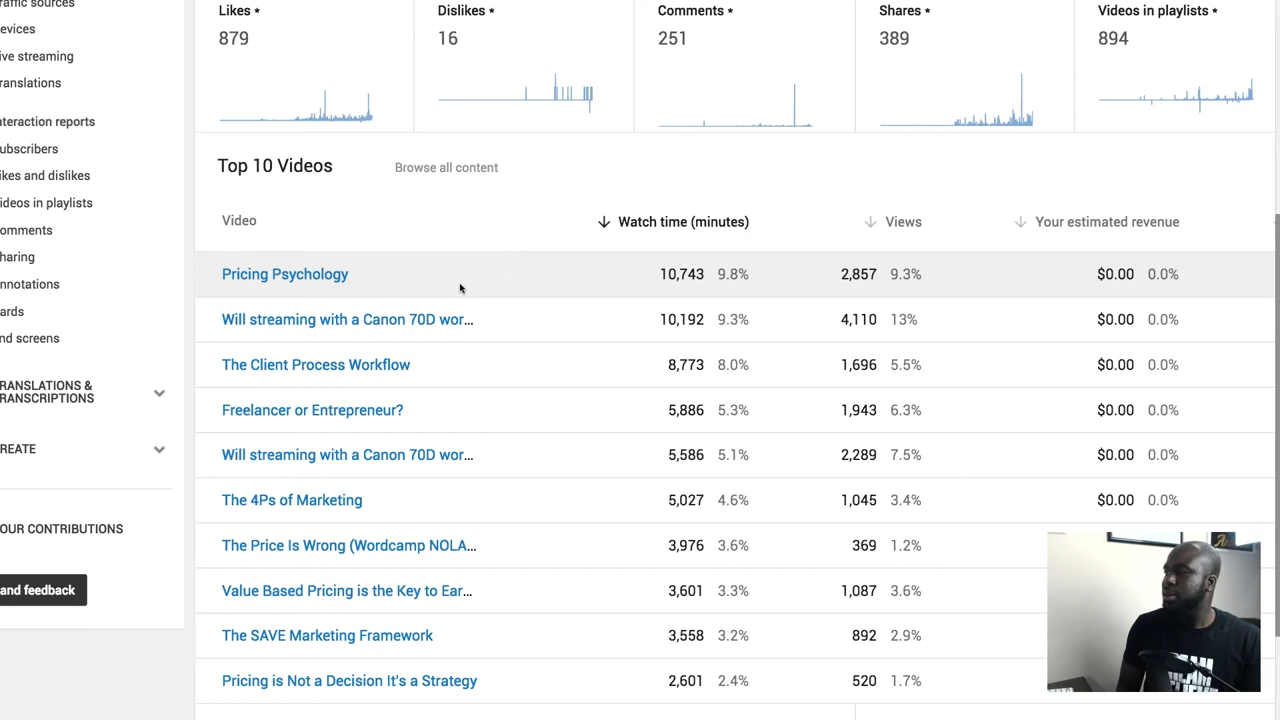 raffic sources
evices
ive streaming
ranslations
nteraction reports
ubscribers
ikes and dislikes
ideos in playlists
omments
haring
nnotations
ards
nd screens
RANSLATIONS &
RANSCRIPTIONS
REATE
OUR CONTRIBUTIONS
and feedback
Likes • Dislikes • Comments • Shares • Videos in playlists •
879 16 251 389 894
Top 10 Videos Browse all content
Video Watch time (minutes) Views Your estimated revenue
Pricing Psychology 10,743 9.8% 2,857 9.3% $0.00 0.0%
Will streaming with a Canon 70D wor... 10,192 9.3% 4,110 13% $0.00 0.0%
The Client Process Workflow 8,773 8.0% 1,696 5.5% $0.00 0.0%
Freelancer or Entrepreneur? 5,886 5.3% 1,943 6.3% $0.00 0.0%
Will streaming with a Canon 70D wor... 5,586 5.1% 2,289 7.5% $0.00 0.0%
The 4Ps of Marketing 5,027 4.6% 1,045 3.4% $0.00 0.0%
The Price Is Wrong (Wordcamp NOLA... 3,976 3.6% 369 1.2%
Value Based Pricing is the Key to Ear... 3,601 3.3% 1,087 3.6%
The SAVE Marketing Framework 3,558 3.2% 892 2.9%
Pricing is Not a Decision It's a Strategy 2,601 2.4% 520 1.7%